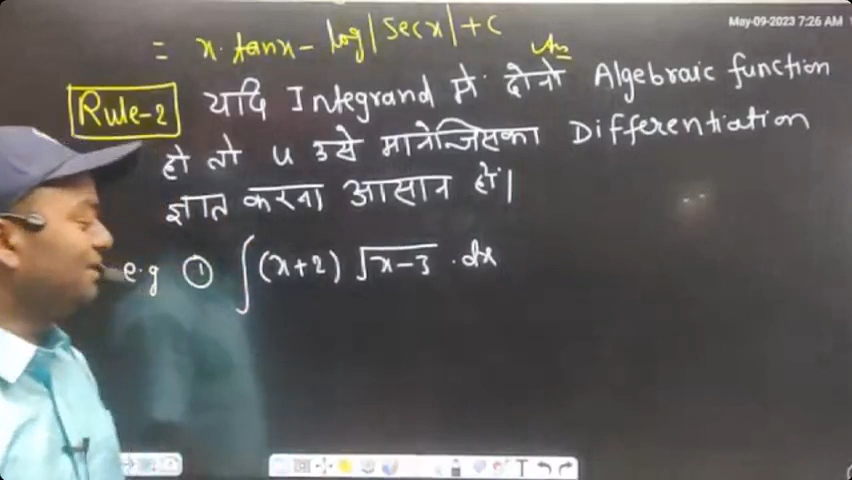 May-09-2023 7:26 AM
= x. tanx - log|secx| + c
Ans
Rule-2 यदि Integrand में दोनो Algebraic function
हो तो u उसे मानेन्जिसका Differentiation
ज्ञात करना आसान हो।
e.g ① ∫(x+2) √x-3 . dx